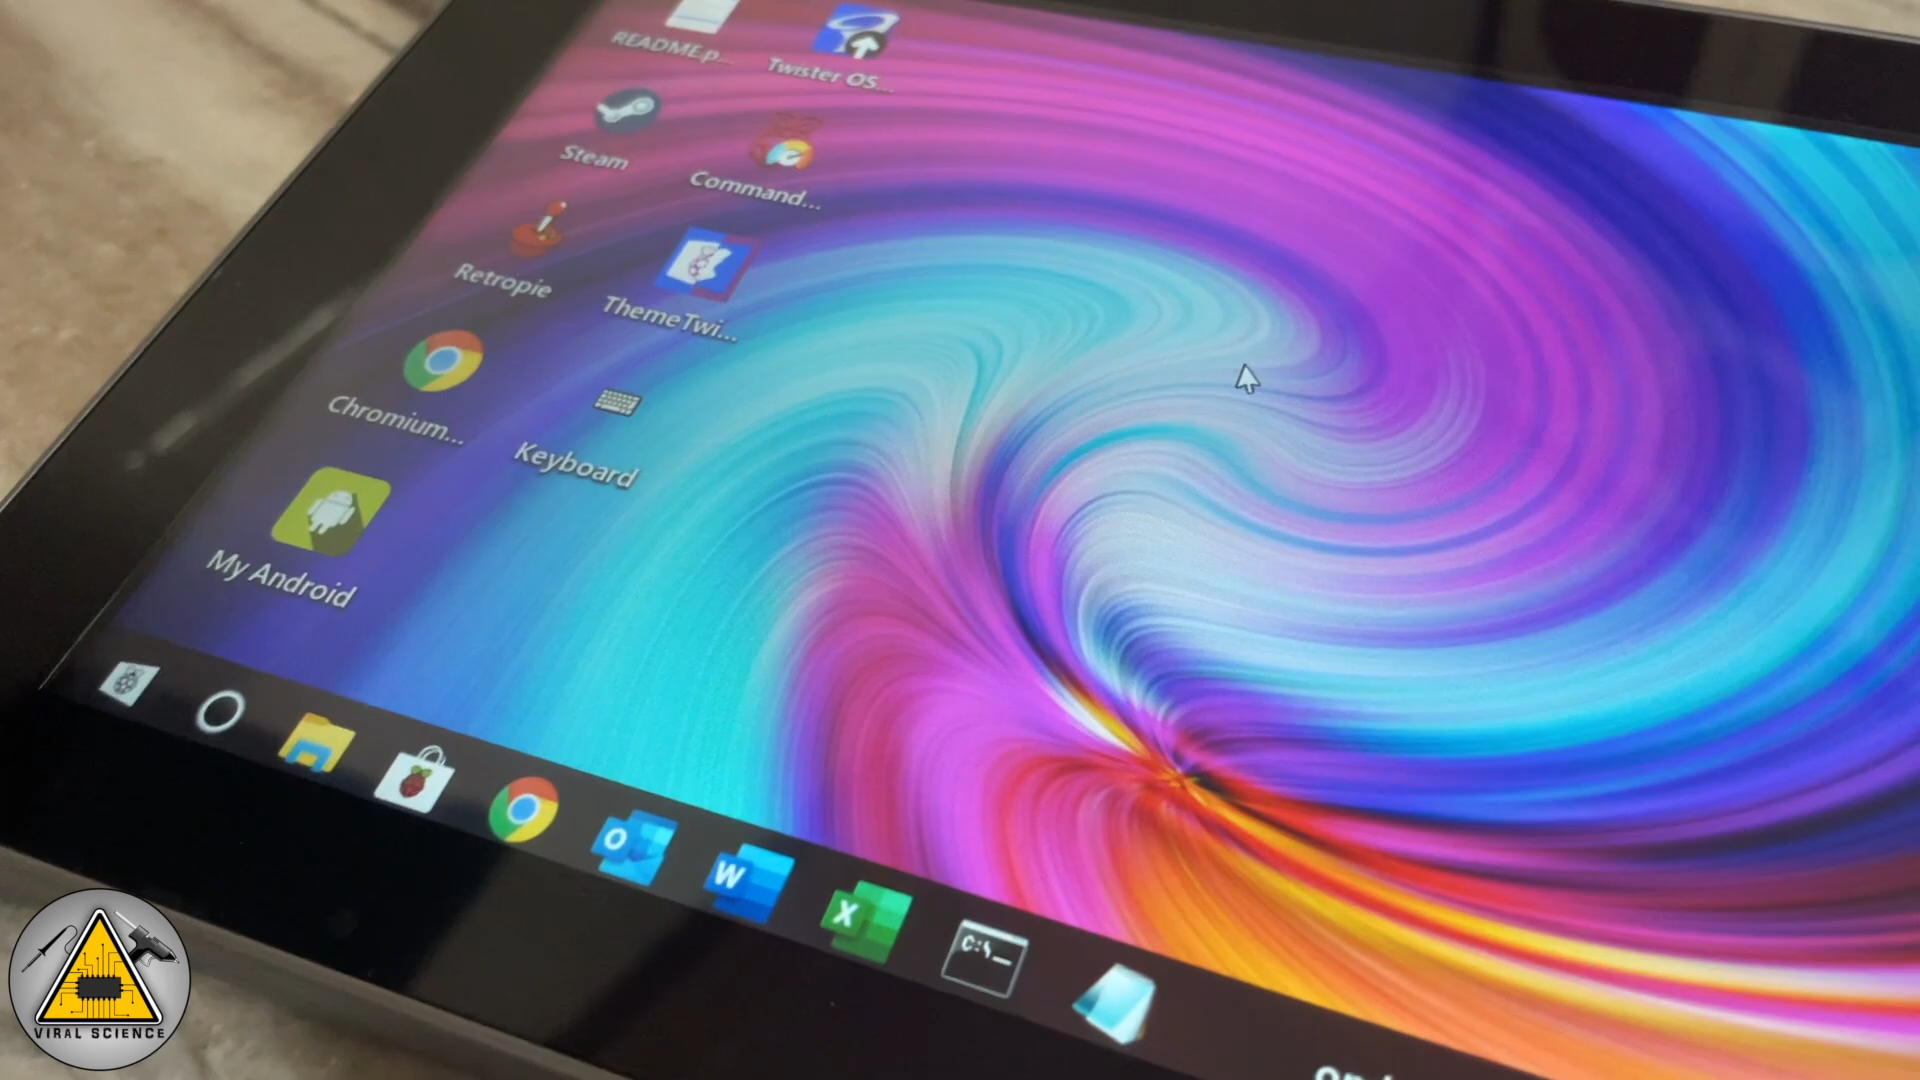 README.p...
Twister OS...
Steam
Command...
Retropie
ThemeTwi...
Chromium...
Keyboard
My Android
O
W
X
C:\_
VIRAL SCIENCE